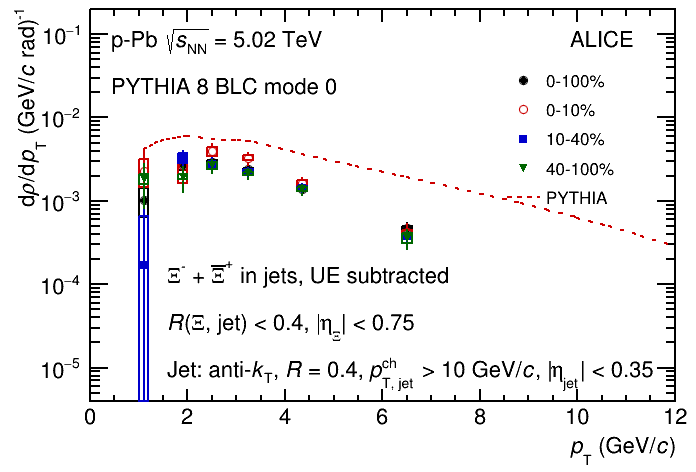 p-Pb √s_NN = 5.02 TeV
ALICE
PYTHIA 8 BLC mode 0
0-100%
0-10%
10-40%
40-100%
PYTHIA
Ξ⁻ + Ξ̅⁺ in jets, UE subtracted
R(Ξ, jet) < 0.4, |η_Ξ| < 0.75
Jet: anti-k_T, R = 0.4, p_T, jet^ch > 10 GeV/c, |η_jet| < 0.35
dρ/dp_T (GeV/c rad)⁻¹
10⁻¹
10⁻²
10⁻³
10⁻⁴
10⁻⁵
0 2 4 6 8 10 12
p_T (GeV/c)